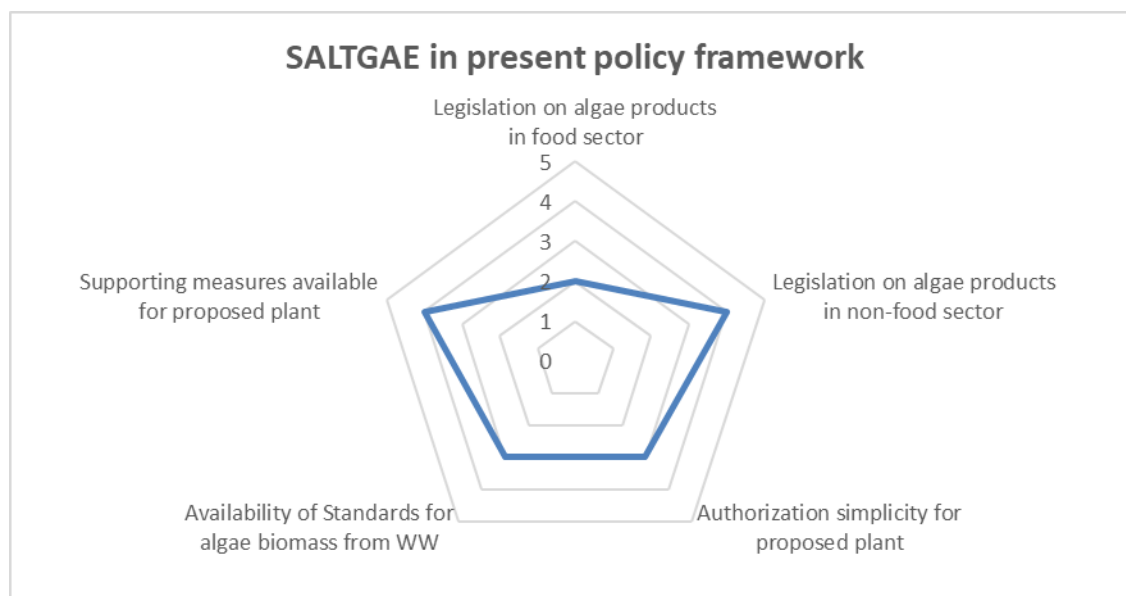 SALTGAE in present policy framework
Legislation on algae products
in food sector
5
4
3
2
1
0
Supporting measures available
for proposed plant
Legislation on algae products
in non-food sector
Availability of Standards for
algae biomass from WW
Authorization simplicity for
proposed plant